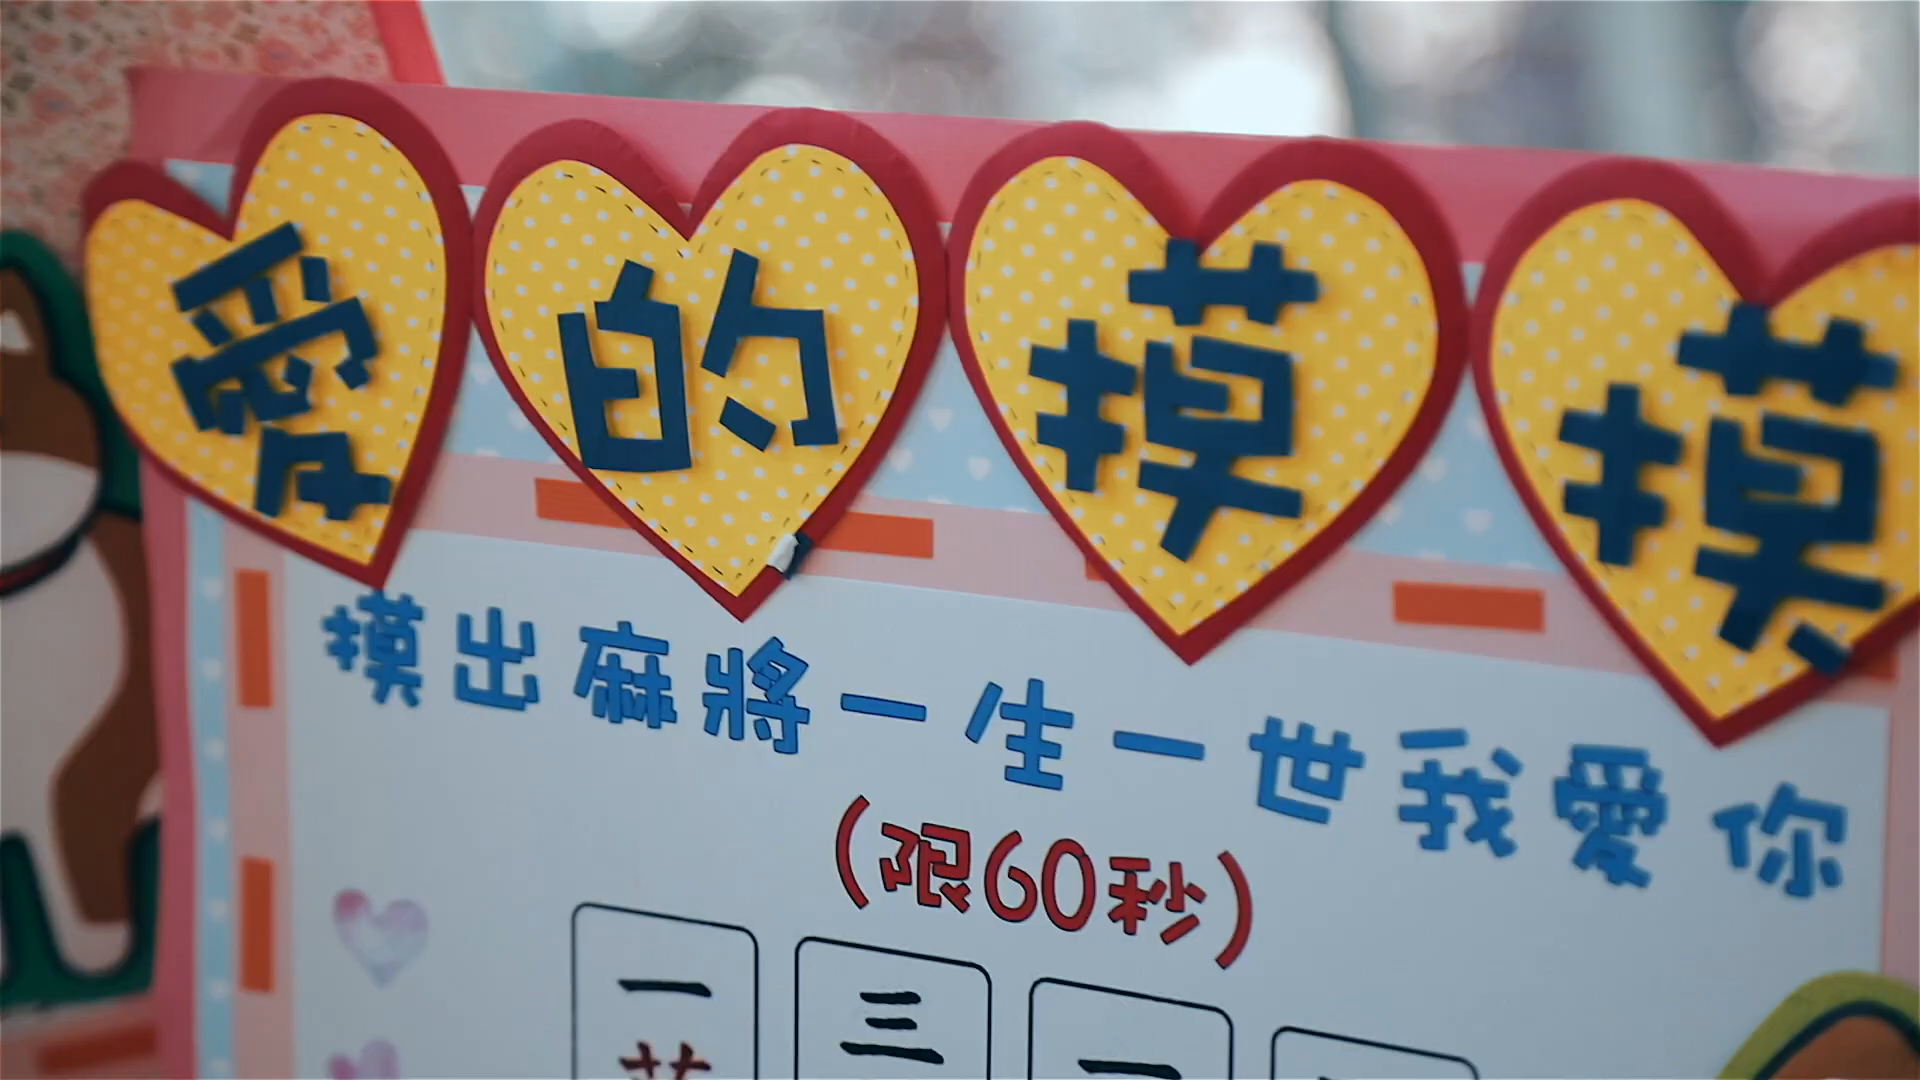 愛的摸摸
摸出麻將一生一世我愛你
(限60秒)
一 三 一